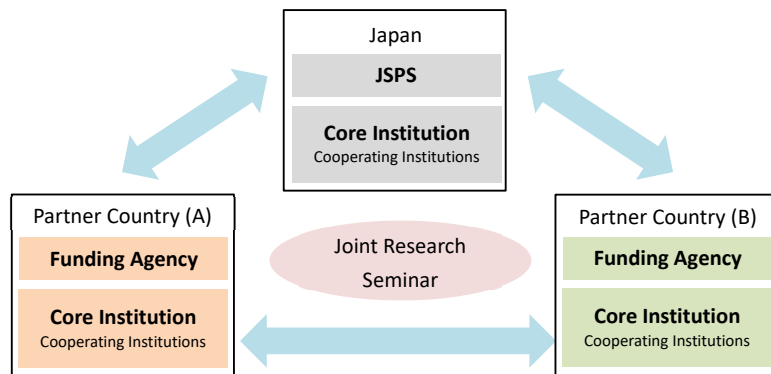 Japan
JSPS
Core Institution
Cooperating Institutions
Partner Country (A)
Funding Agency
Core Institution
Cooperating Institutions
Joint Research
Seminar
Partner Country (B)
Funding Agency
Core Institution
Cooperating Institutions